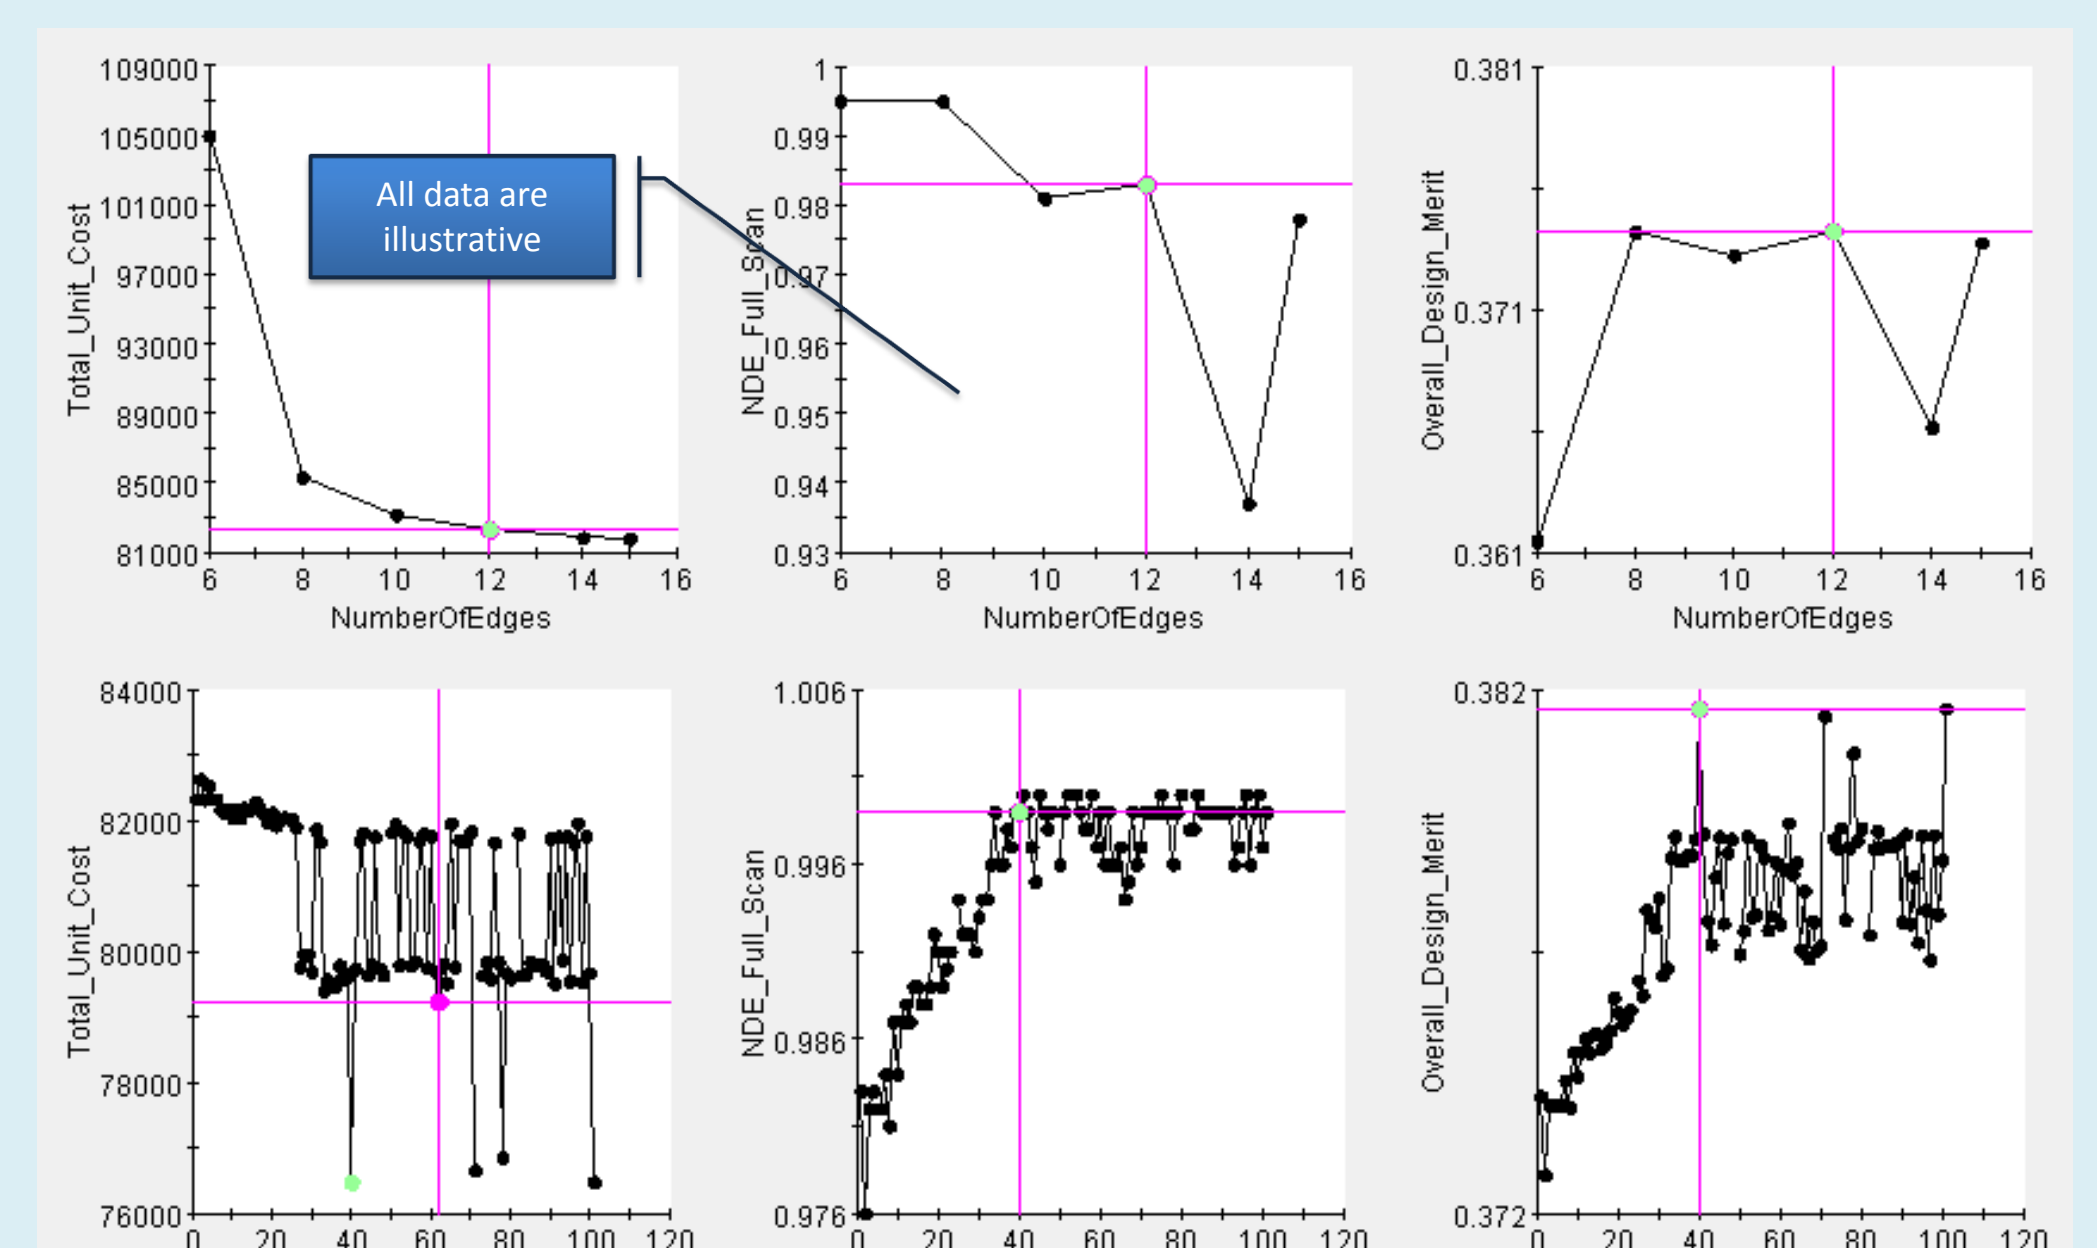 109000
105000
101000
97000
93000
89000
85000
81000
Total_Unit_Cost
6 8 10 12 14 16
NumberOfEdges
All data are
illustrative
1
0.99
0.98
0.97
0.96
0.95
0.94
0.93
NDE_Full_Scan
6 8 10 12 14 16
NumberOfEdges
0.381
0.371
0.361
Overall_Design_Merit
6 8 10 12 14 16
NumberOfEdges
84000
82000
80000
78000
76000
Total_Unit_Cost
0 20 40 60 80 100 120
1.006
0.996
0.986
0.976
NDE_Full_Scan
0 20 40 60 80 100 120
0.382
0.372
Overall_Design_Merit
0 20 40 60 80 100 120